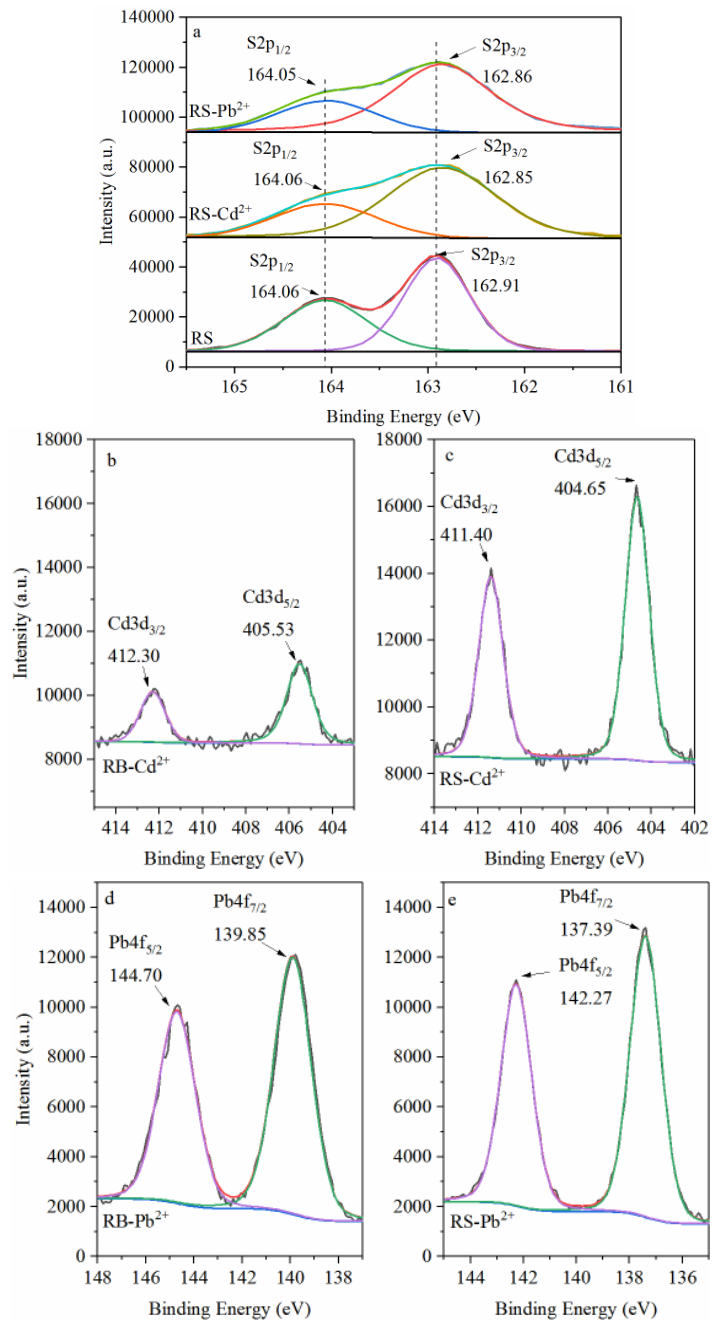 a
140000
120000
100000
80000
60000
40000
20000
0
Intensity (a.u.)
S2p1/2
164.05
S2p3/2
162.86
RS-Pb2+
S2p1/2
164.06
S2p3/2
162.85
RS-Cd2+
S2p1/2
164.06
S2p3/2
162.91
RS
165 164 163 162 161
Binding Energy (eV)
b
18000
16000
14000
12000
10000
8000
Intensity (a.u.)
Cd3d3/2
412.30
Cd3d5/2
405.53
RB-Cd2+
414 412 410 408 406 404
Binding Energy (eV)
c
18000
16000
14000
12000
10000
8000
Cd3d5/2
404.65
Cd3d3/2
411.40
RS-Cd2+
414 412 410 408 406 404 402
Binding Energy (eV)
d
14000
12000
10000
8000
6000
4000
2000
0
Intensity (a.u.)
Pb4f7/2
139.85
Pb4f5/2
144.70
RB-Pb2+
148 146 144 142 140 138
Binding Energy (eV)
e
14000
12000
10000
8000
6000
4000
2000
0
Pb4f7/2
137.39
Pb4f5/2
142.27
RS-Pb2+
144 142 140 138 136
Binding Energy (eV)